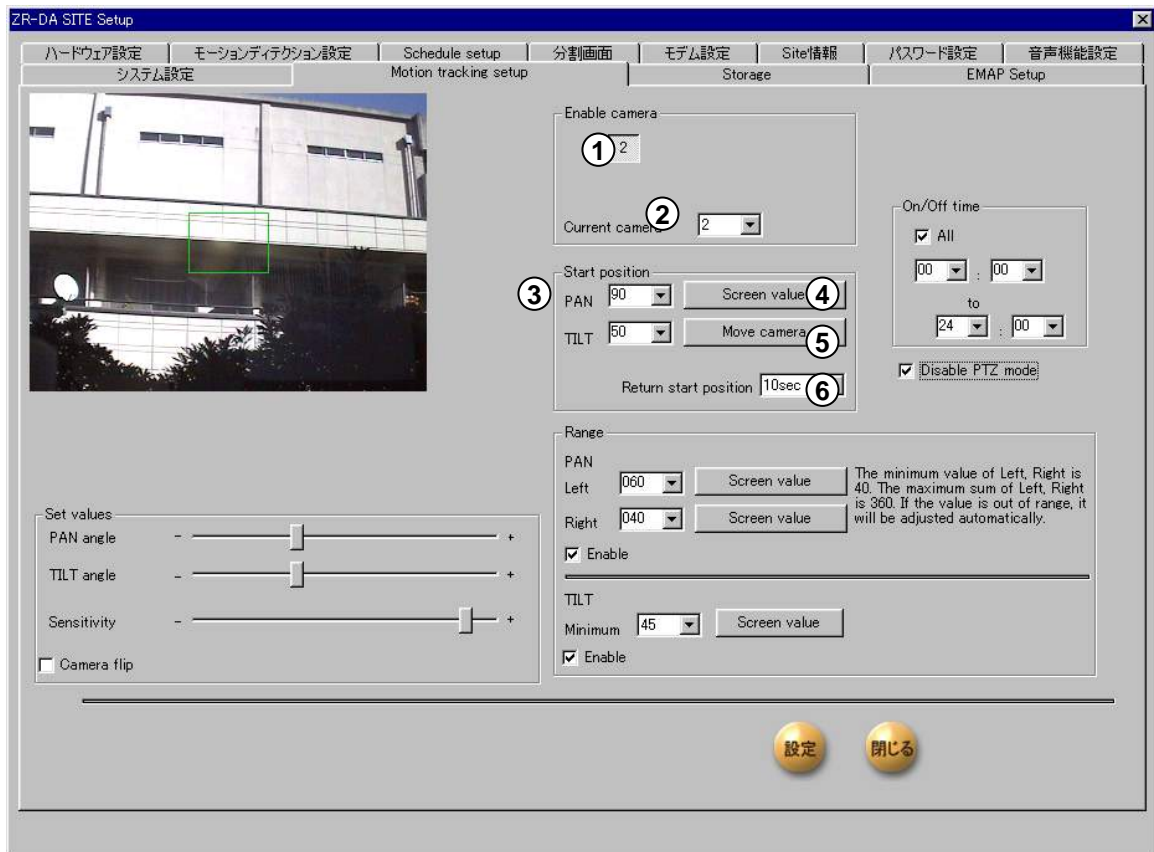 ZR-DA SITE Setup
ハードウェア設定 モーションディテクション設定 Schedule setup 分割画面 モデム設定 Site情報 パスワード設定 音声機能設定
システム設定 Motion tracking setup Storage EMAP Setup
Enable camera
① 2
②
Current camera 2
On/Off time
All
00 : 00
to
24 : 00
Disable PTZ mode
Start position
③ PAN 90 Screen value ④
TILT 50 Move camera ⑤
Return start position 10sec ⑥
Range
PAN
Left 060 Screen value
Right 040 Screen value
The minimum value of Left, Right is
40. The maximum sum of Left, Right
is 360. If the value is out of range, it
will be adjusted automatically.
Enable
TILT
Minimum 45 Screen value
Enable
Set values
PAN angle - +
TILT angle - +
Sensitivity - +
Camera flip
設定 閉じる